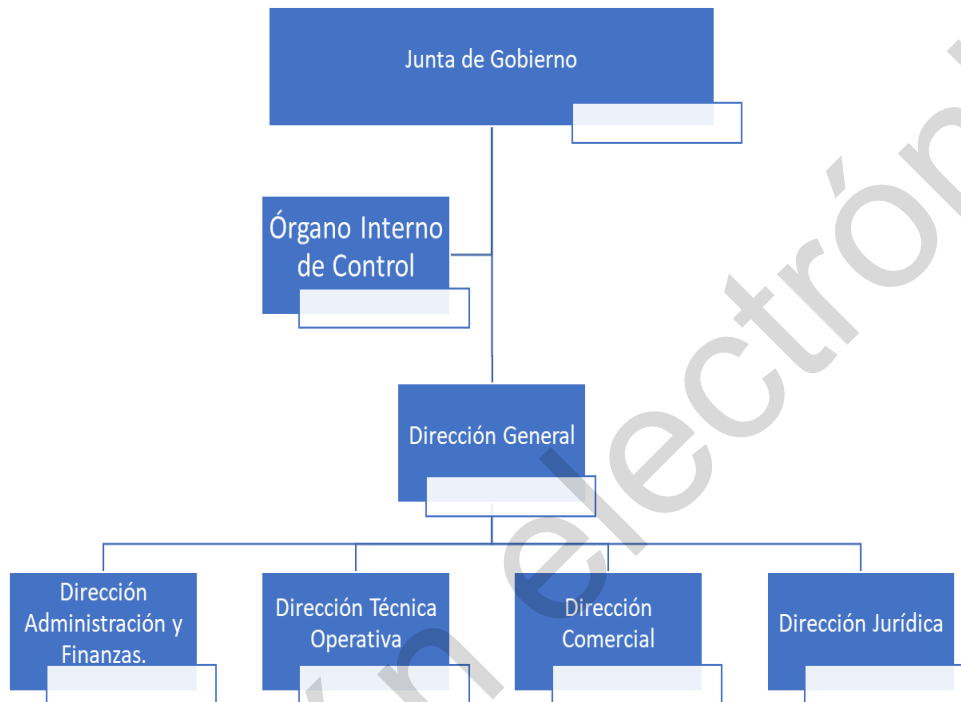 Junta de Gobierno
Órgano Interno
de Control
Dirección General
Dirección
Administración y
Finanzas.
Dirección Técnica
Operativa
Dirección
Comercial
Dirección Jurídica